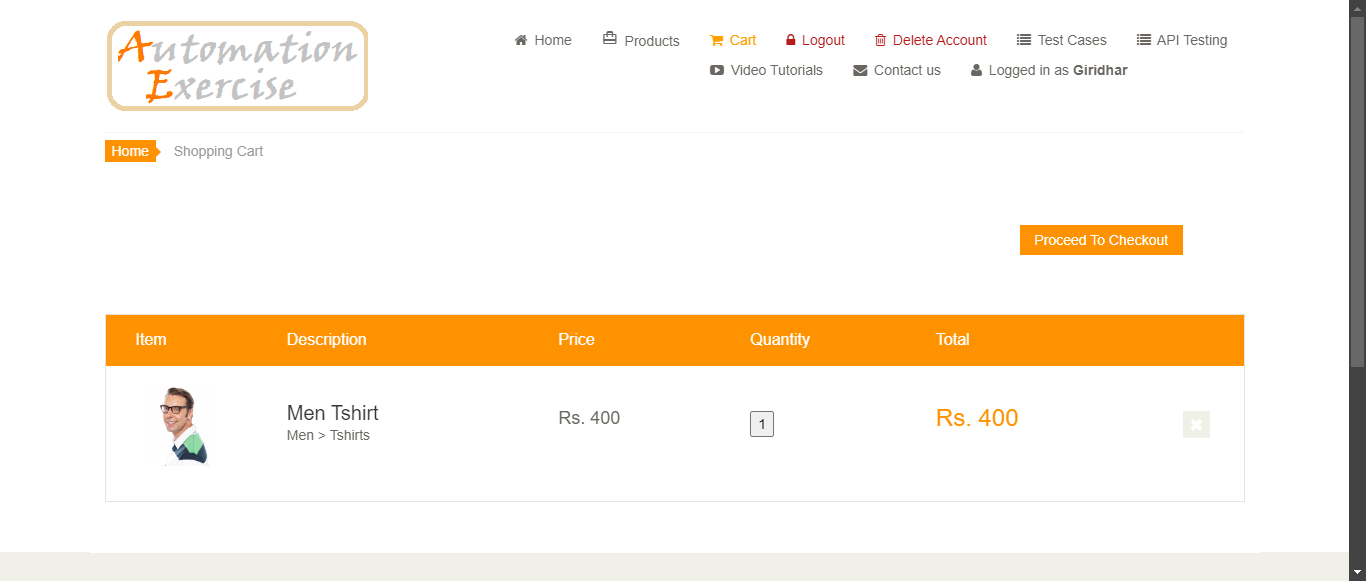 Automation
Exercise
Home Products Cart Logout Delete Account Test Cases API Testing
Video Tutorials Contact us Logged in as Giridhar
Home Shopping Cart
Proceed To Checkout
Item Description Price Quantity Total
Men Tshirt Rs. 400 1 Rs. 400
Men > Tshirts